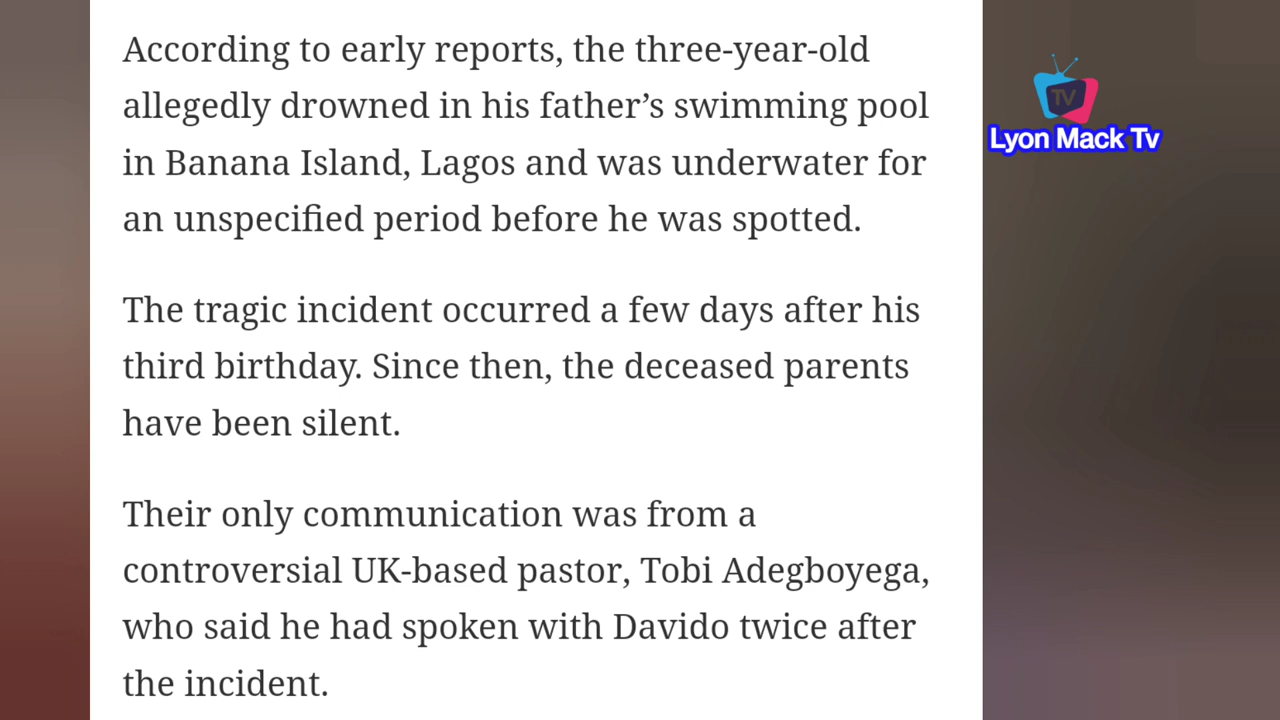 According to early reports, the three-year-old
allegedly drowned in his father’s swimming pool
in Banana Island, Lagos and was underwater for
an unspecified period before he was spotted.
The tragic incident occurred a few days after his
third birthday. Since then, the deceased parents
have been silent.
Their only communication was from a
controversial UK-based pastor, Tobi Adegboyega,
who said he had spoken with Davido twice after
the incident.
TV
Lyon Mack Tv